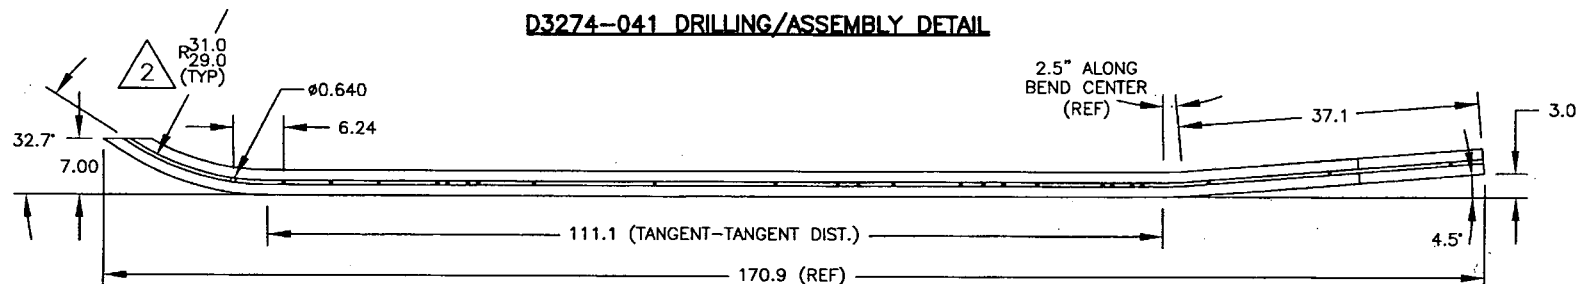 D3274-041 DRILLING/ASSEMBLY DETAIL
2
R31.0
29.0
(TYP)
ø0.640
6.24
32.7°
7.00
2.5" ALONG
BEND CENTER
(REF)
37.1
3.0
4.5°
111.1 (TANGENT-TANGENT DIST.)
170.9 (REF)